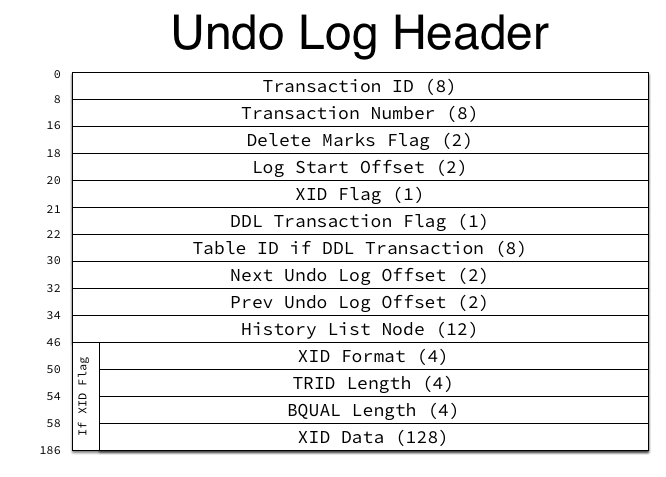 Undo Log Header
0
Transaction ID (8)
8
Transaction Number (8)
16
Delete Marks Flag (2)
18
Log Start Offset (2)
20
XID Flag (1)
21
DDL Transaction Flag (1)
22
Table ID if DDL Transaction (8)
30
Next Undo Log Offset (2)
32
Prev Undo Log Offset (2)
34
History List Node (12)
46
If XID Flag
XID Format (4)
50
TRID Length (4)
54
BQUAL Length (4)
58
XID Data (128)
186